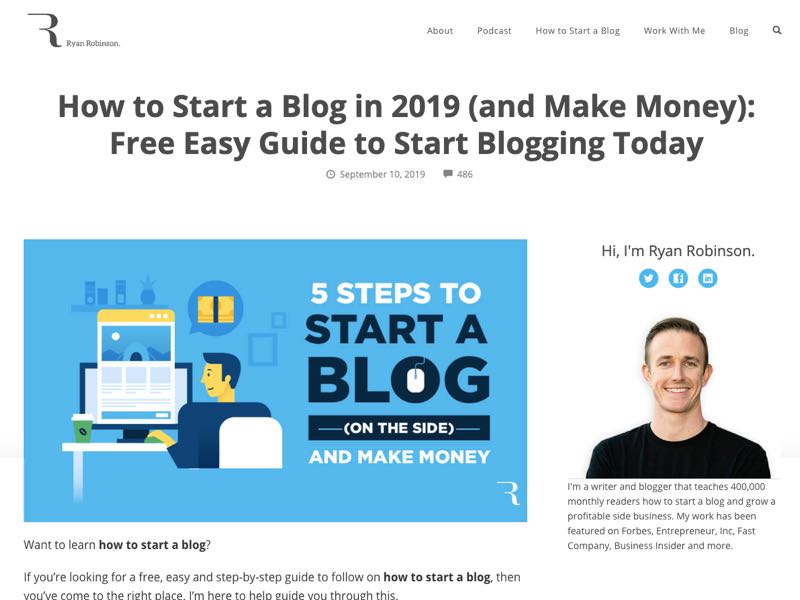 Ryan Robinson.
About
Podcast
How to Start a Blog
Work With Me
Blog
How to Start a Blog in 2019 (and Make Money):
Free Easy Guide to Start Blogging Today
September 10, 2019 486
5 STEPS TO
START A
BLOG
(ON THE SIDE)
AND MAKE MONEY
Want to learn how to start a blog?
If you’re looking for a free, easy and step-by-step guide to follow on how to start a blog, then
you’ve come to the right place. I’m here to help guide you through this.
Hi, I'm Ryan Robinson.
I'm a writer and blogger that teaches 400,000
monthly readers how to start a blog and grow a
profitable side business. My work has been
featured on Forbes, Entrepreneur, Inc, Fast
Company, Business Insider and more.